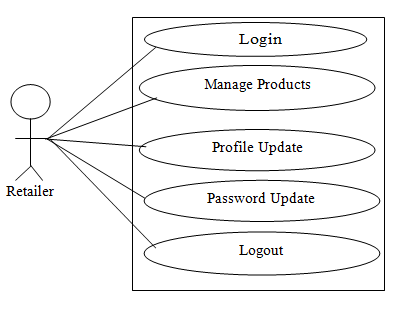 Login
Manage Products
Profile Update
Retailer
Password Update
Logout